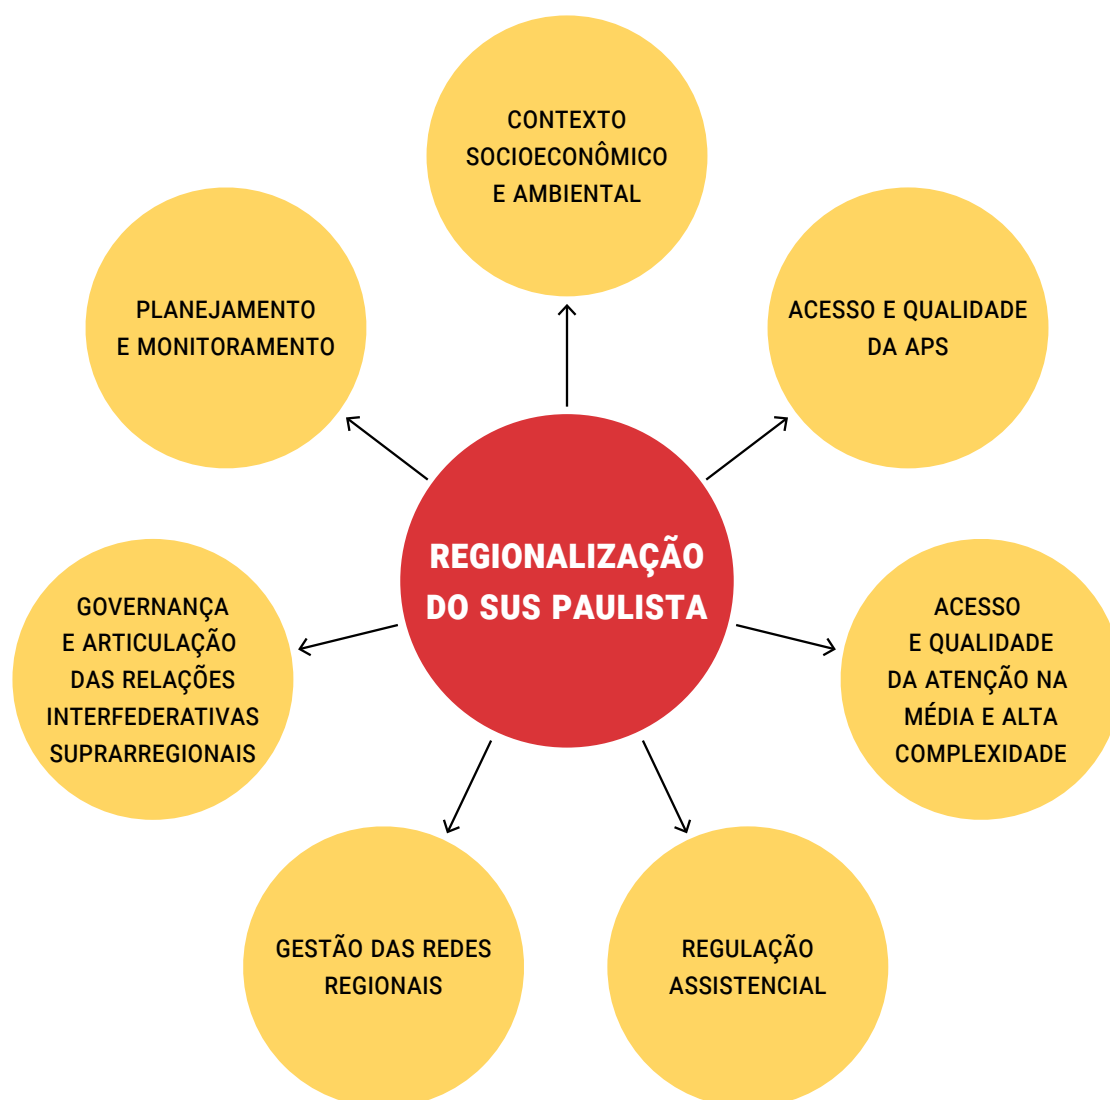 CONTEXTO
SOCIOECONÔMICO
E AMBIENTAL
PLANEJAMENTO
E MONITORAMENTO
ACESSO E QUALIDADE
DA APS
REGIONALIZAÇÃO
DO SUS PAULISTA
GOVERNANÇA
E ARTICULAÇÃO
DAS RELAÇÕES
INTERFEDERATIVAS
SUPRARREGIONAIS
ACESSO
E QUALIDADE
DA ATENÇÃO NA
MÉDIA E ALTA
COMPLEXIDADE
GESTÃO DAS REDES
REGIONAIS
REGULAÇÃO
ASSISTENCIAL